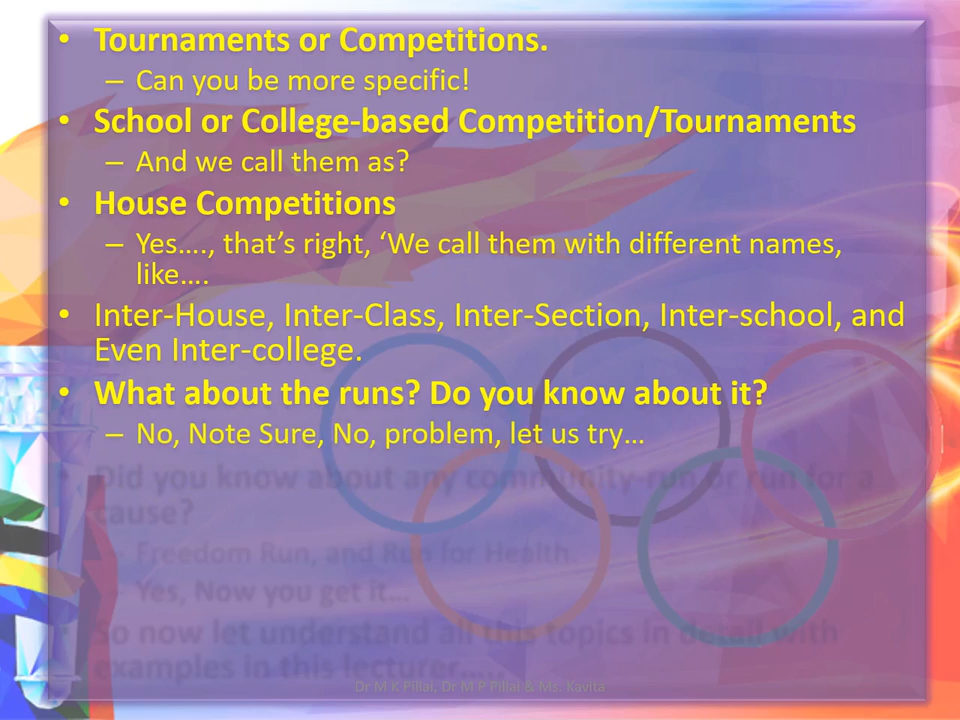 • Tournaments or Competitions.
– Can you be more specific!
• School or College-based Competition/Tournaments
– And we call them as?
• House Competitions
– Yes…., that’s right, ‘We call them with different names,
like….
• Inter-House, Inter-Class, Inter-Section, Inter-school, and
Even Inter-college.
• What about the runs? Do you know about it?
– No, Note Sure, No, problem, let us try…
• Did you know about any community-run or run for a
cause?
– Freedom Run, and Run for Health.
– Yes, Now you get it…
• So now let understand all this topics in detail with
examples in this lecturer…
Dr M K Pillai, Dr M P Pillai & Ms. Kavita